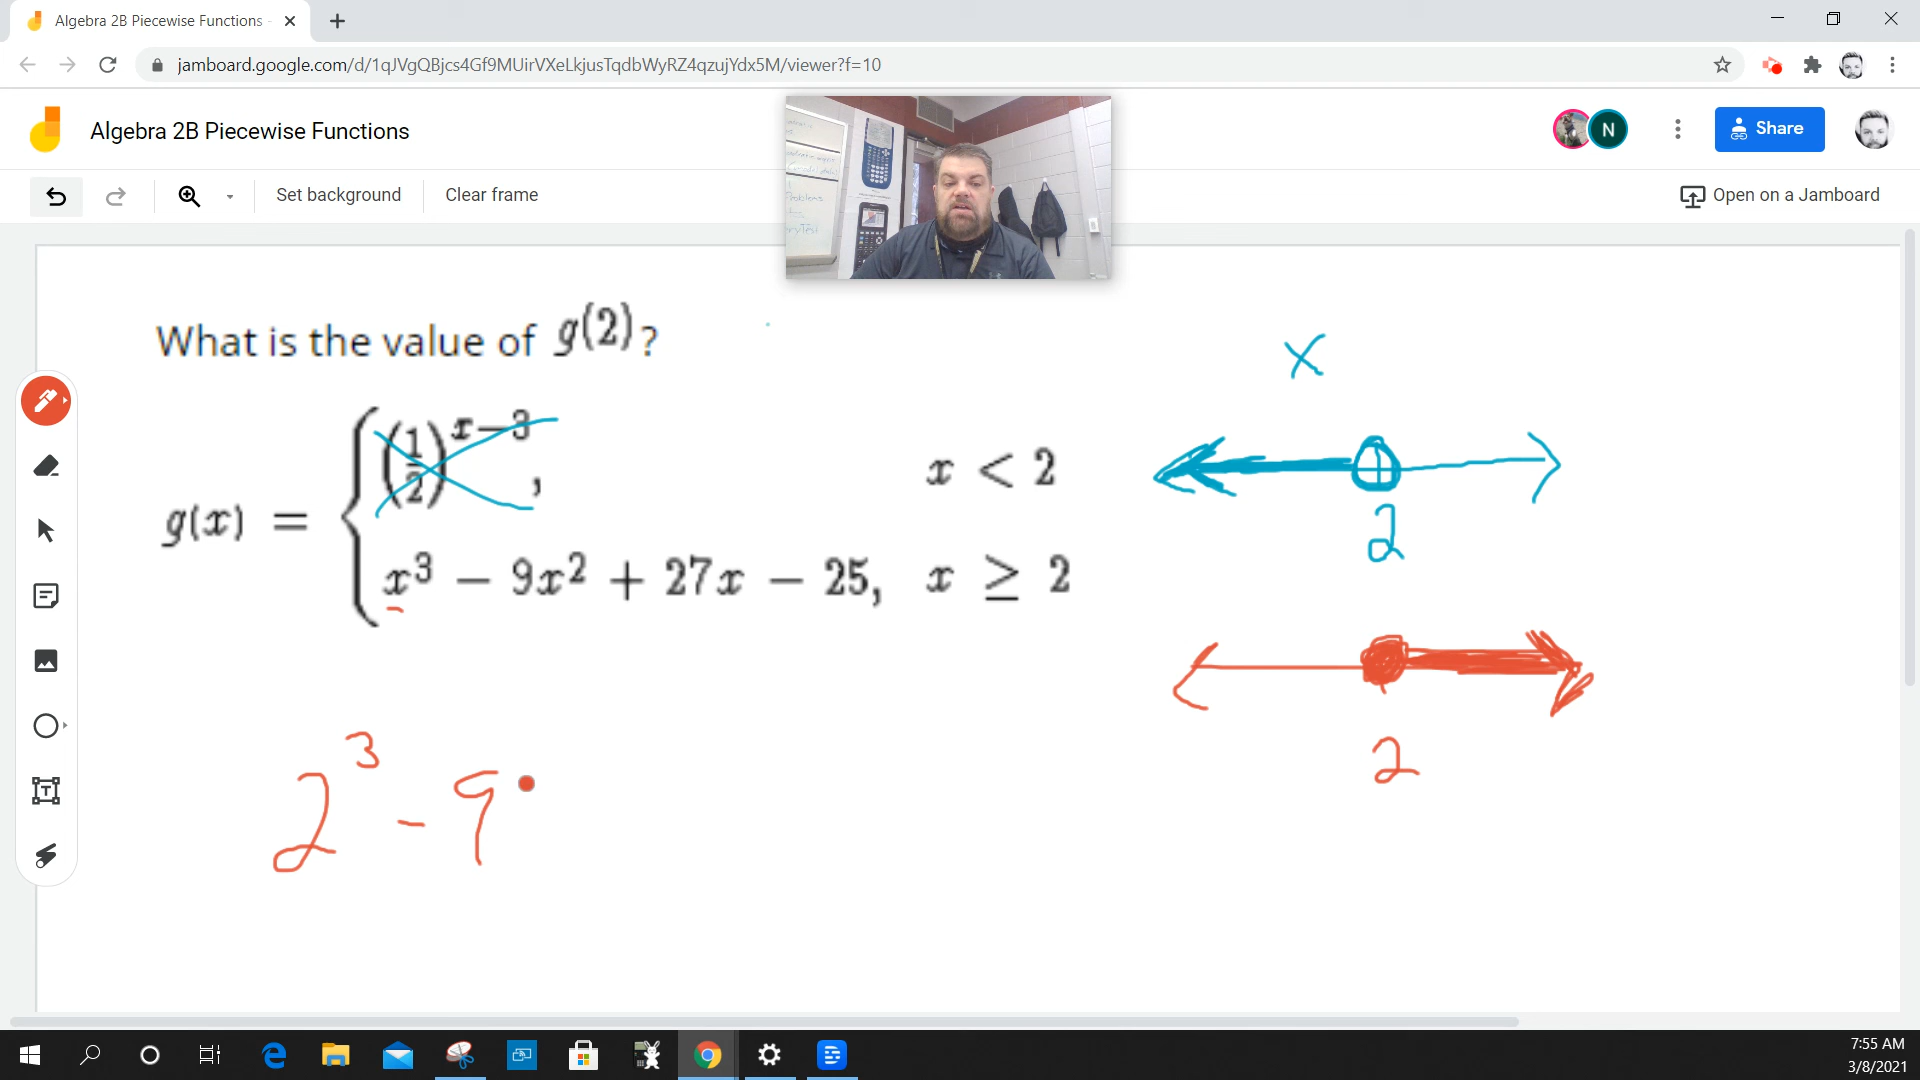 Algebra 2B Piecewise Functions -
jamboard.google.com/d/1qJVgQBjcs4Gf9MUirVXeLkjusTqdbWyRZ4qzujYdx5M/viewer?f=10
Algebra 2B Piecewise Functions
N
Share
Set background
Clear frame
Open on a Jamboard
What is the value of g(2)?
x
g(x) = { (1/2)^{x-3}, x < 2
x³ − 9x² + 27x − 25, x ≥ 2
2
2
2³ - 9
7:55 AM
3/8/2021